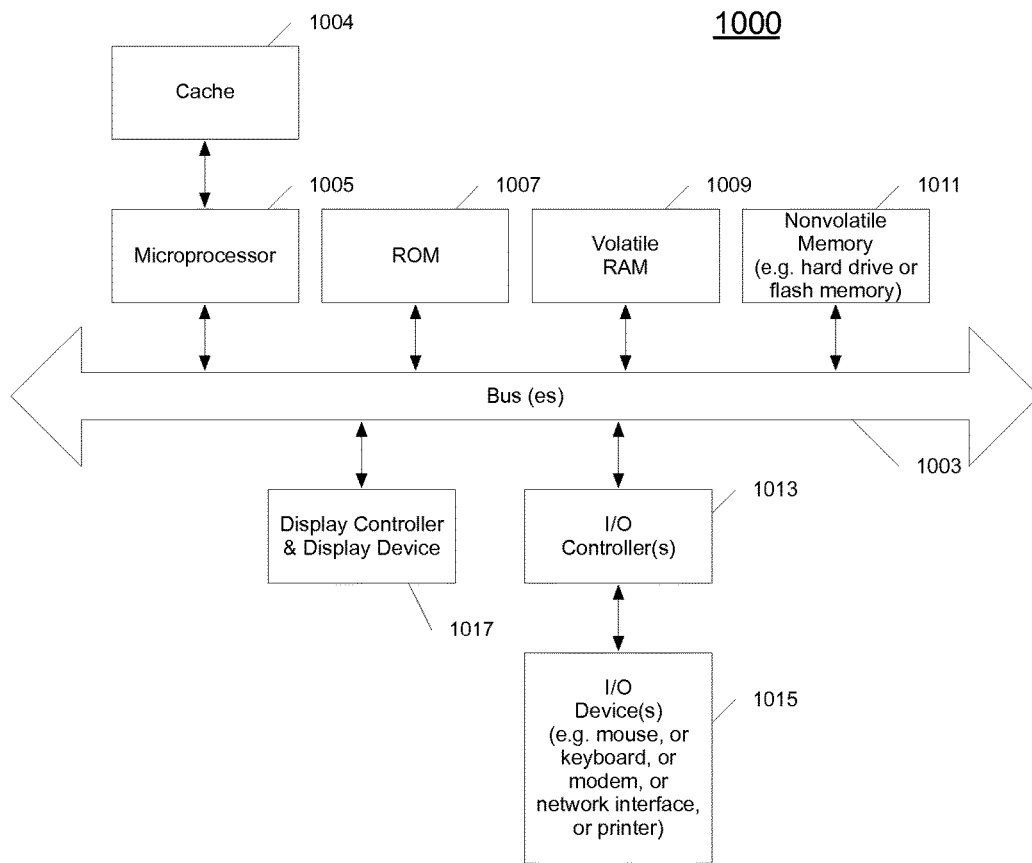 1000
1004
Cache
1005
1007
1009
1011
Microprocessor
ROM
Volatile
RAM
Nonvolatile
Memory
(e.g. hard drive or
flash memory)
Bus (es)
1003
1013
Display Controller
& Display Device
I/O
Controller(s)
1017
1015
I/O
Device(s)
(e.g. mouse, or
keyboard, or
modem, or
network interface,
or printer)